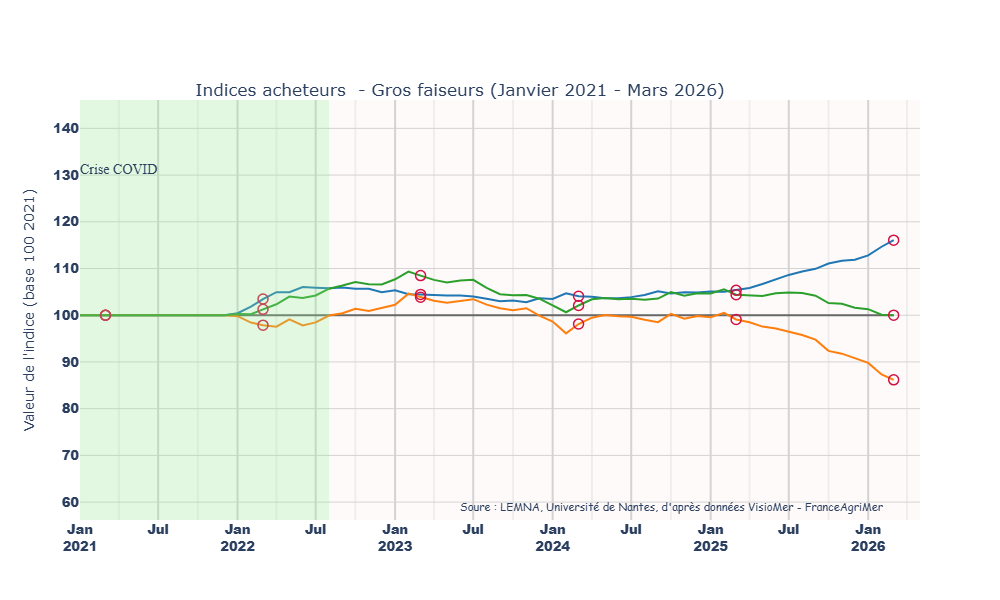 Indices acheteurs  - Gros faiseurs (Janvier 2021 - Mars 2026)
Valeur de l'indice (base 100 2021)
140
130
120
110
100
90
80
70
60
Crise COVID
Soure : LEMNA, Université de Nantes, d'après données VisioMer - FranceAgriMer
Jan Jul Jan Jul Jan Jul Jan Jul Jan Jul Jan
2021 2022 2023 2024 2025 2026